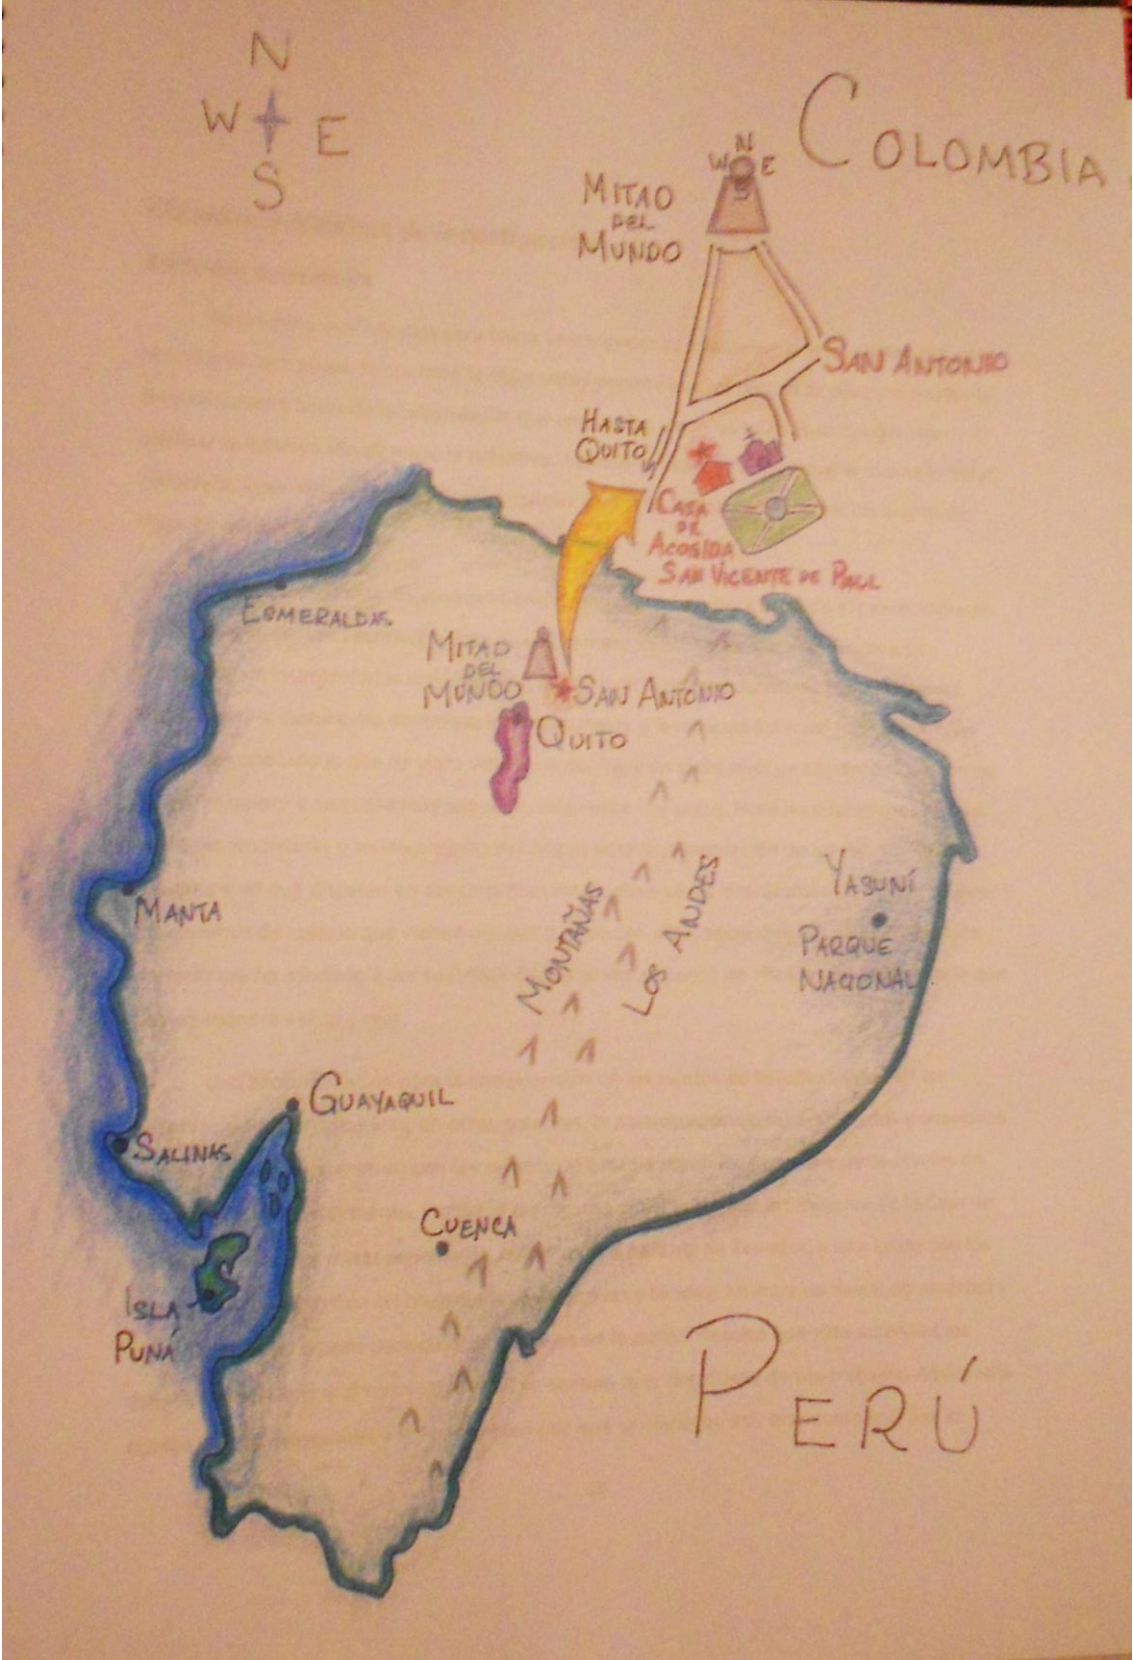 N
W E
S
COLOMBIA
N
W E
S
MITAD
DEL
MUNDO
SAN ANTONIO
HASTA
QUITO
CASA
DE
ACOGIDA
SAN VICENTE DE PAUL
ESMERALDAS
MITAD
DEL
MUNDO
SAN ANTONIO
QUITO
MANTA
MONTAÑAS
LOS ANDES
YASUNÍ
PARQUE
NACIONAL
GUAYAQUIL
SALINAS
CUENCA
ISLA
PUNÁ
PERÚ